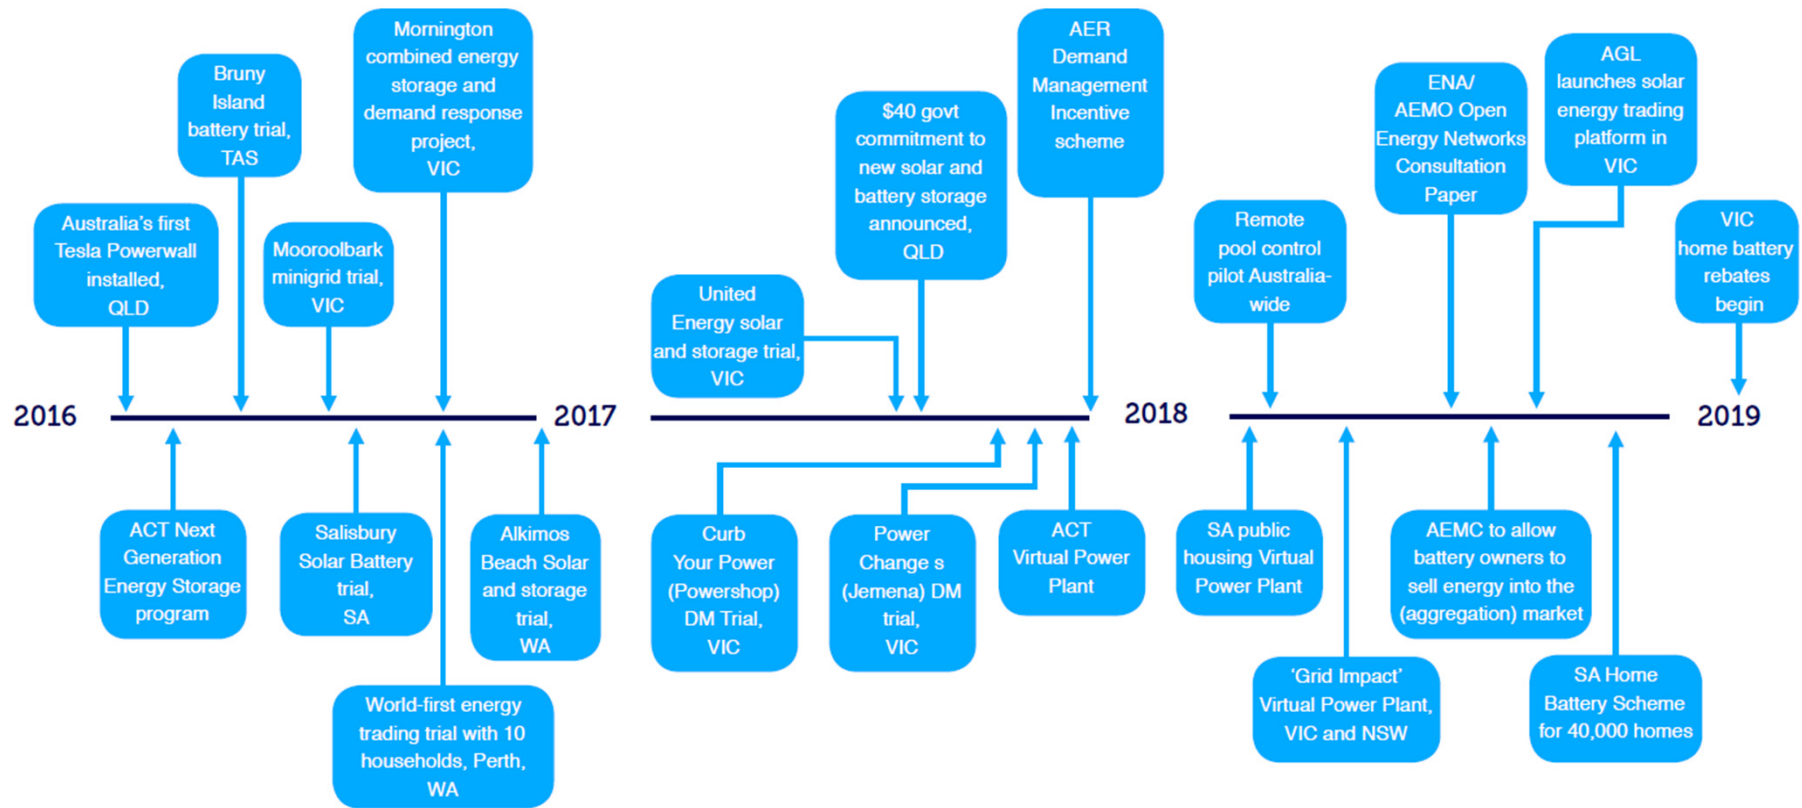 Mornington
combined energy
storage and
demand response
project,
VIC
Bruny
Island
battery trial,
TAS
Australia's first
Tesla Powerwall
installed,
QLD
Mooroolbark
minigrid trial,
VIC
AER
Demand
Management
Incentive
scheme
$40 govt
commitment to
new solar and
battery storage
announced,
QLD
United
Energy solar
and storage trial,
VIC
ENA/
AEMO Open
Energy Networks
Consultation
Paper
AGL
launches solar
energy trading
platform in
VIC
Remote
pool control
pilot Australia-
wide
VIC
home battery
rebates
begin
2016
2017
2018
2019
ACT Next
Generation
Energy Storage
program
Salisbury
Solar Battery
trial,
SA
Alkimos
Beach Solar
and storage
trial,
WA
World-first energy
trading trial with 10
households, Perth,
WA
Curb
Your Power
(Powershop)
DM Trial,
VIC
Power
Change s
(Jemena) DM
trial,
VIC
ACT
Virtual Power
Plant
SA public
housing Virtual
Power Plant
AEMC to allow
battery owners to
sell energy into the
(aggregation) market
'Grid Impact'
Virtual Power Plant,
VIC and NSW
SA Home
Battery Scheme
for 40,000 homes